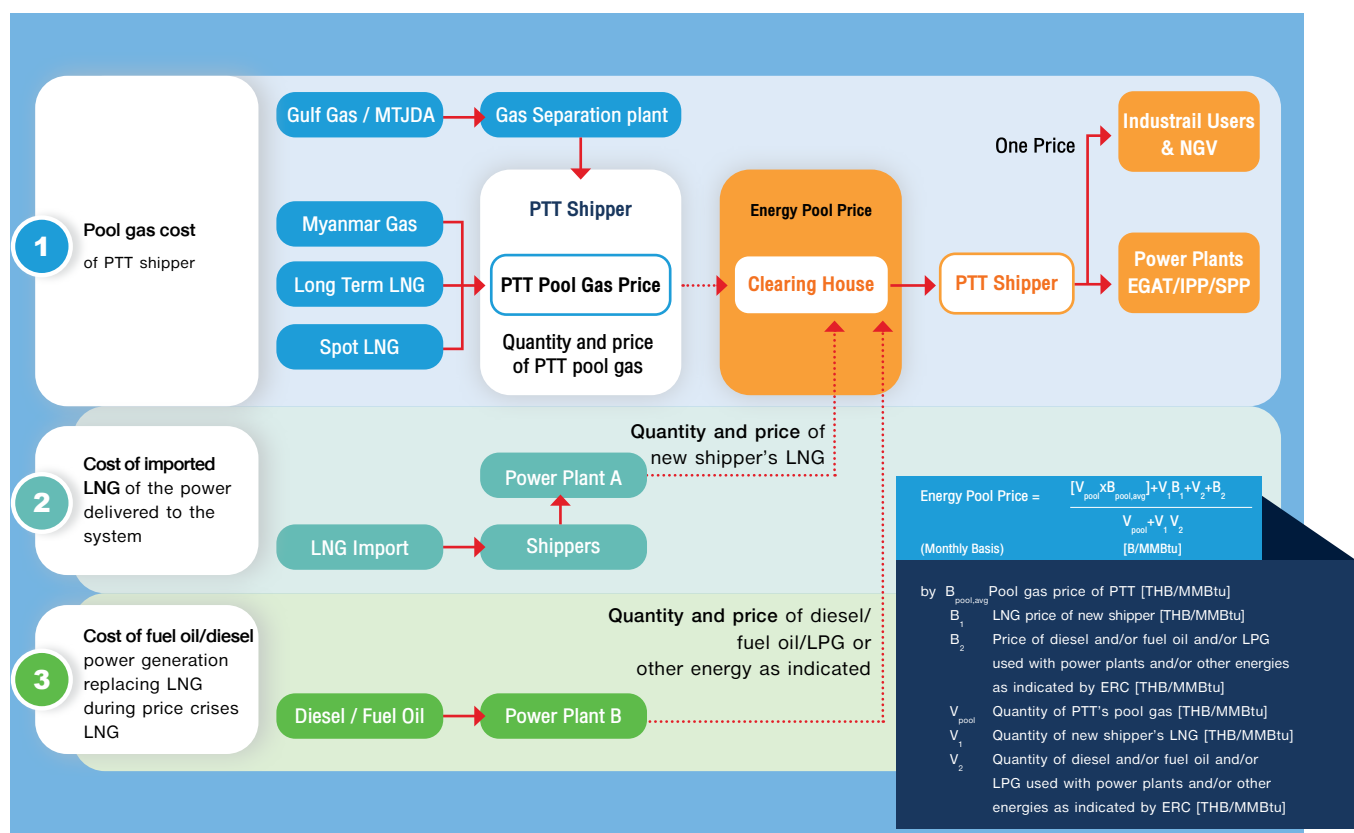 1
Pool gas cost
of PTT shipper
Gulf Gas / MTJDA
Gas Separation plant
Myanmar Gas
Long Term LNG
Spot LNG
PTT Shipper
PTT Pool Gas Price
Quantity and price
of PTT pool gas
Energy Pool Price
Clearing House
PTT Shipper
One Price
Industrail Users
& NGV
Power Plants
EGAT/IPP/SPP
2
Cost of imported
LNG of the power
delivered to the
system
LNG Import
Shippers
Power Plant A
Quantity and price of
new shipper's LNG
3
Cost of fuel oil/diesel
power generation
replacing LNG
during price crises
LNG
Diesel / Fuel Oil
Power Plant B
Quantity and price of diesel/
fuel oil/LPG or
other energy as indicated
Energy Pool Price = [VpoolxBpool,avg]+V1B1+V2+B2
Vpool+V1 V2
(Monthly Basis) [B/MMBtu]
by Bpool,avg Pool gas price of PTT [THB/MMBtu]
B1 LNG price of new shipper [THB/MMBtu]
B2 Price of diesel and/or fuel oil and/or LPG
used with power plants and/or other energies
as indicated by ERC [THB/MMBtu]
Vpool Quantity of PTT's pool gas [THB/MMBtu]
V1 Quantity of new shipper's LNG [THB/MMBtu]
V2 Quantity of diesel and/or fuel oil and/or
LPG used with power plants and/or other
energies as indicated by ERC [THB/MMBtu]